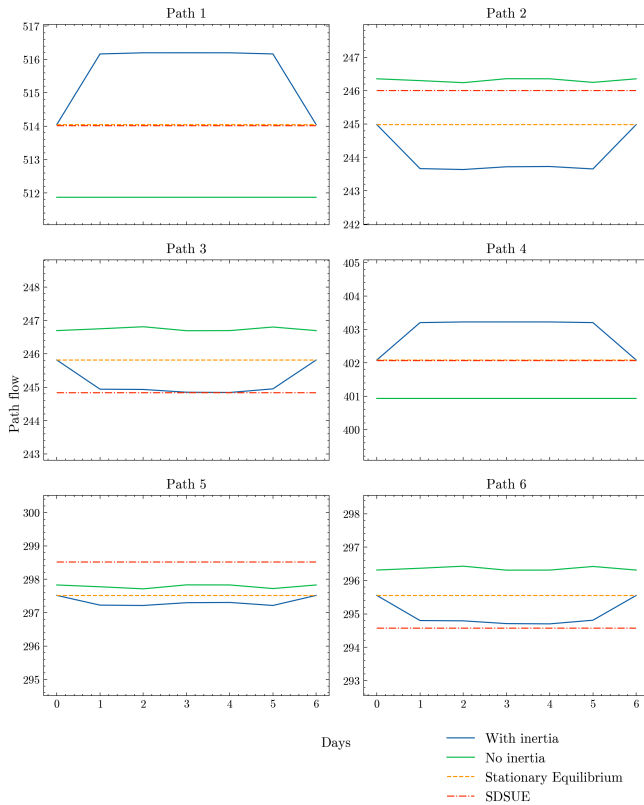 Path 1
Path 2
516
515
514
513
512
247
246
245
244
243
242
Path 3
Path 4
248
247
246
245
244
243
405
404
403
402
401
400
Path flow
Path 5
Path 6
300
299
298
297
296
295
298
297
296
295
294
293
0 1 2 3 4 5 6
0 1 2 3 4 5 6
Days
With inertia
No inertia
Stationary Equilibrium
SDSUE